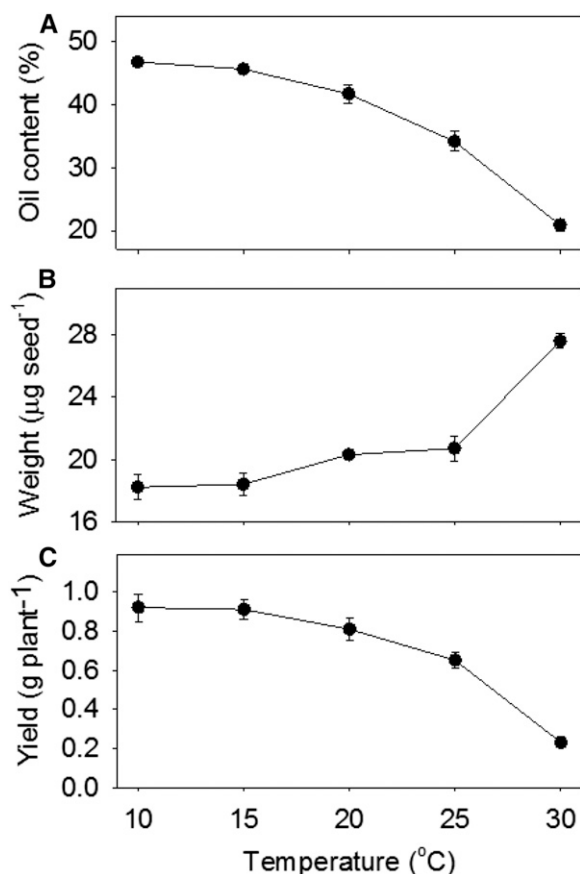 A
Oil content (%)
50
40
30
20
B
Weight (µg seed⁻¹)
28
24
20
16
C
Yield (g plant⁻¹)
1.0
0.8
0.6
0.4
0.2
0.0
10 15 20 25 30
Temperature (°C)